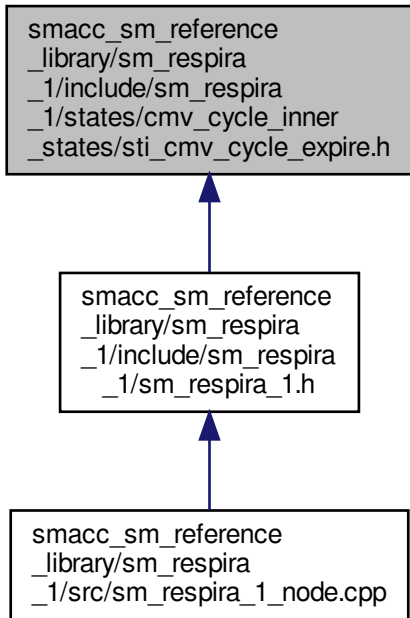 smacc_sm_reference
_library/sm_respira
_1/include/sm_respira
_1/states/cmv_cycle_inner
_states/sti_cmv_cycle_expire.h
smacc_sm_reference
_library/sm_respira
_1/include/sm_respira
_1/sm_respira_1.h
smacc_sm_reference
_library/sm_respira
_1/src/sm_respira_1_node.cpp